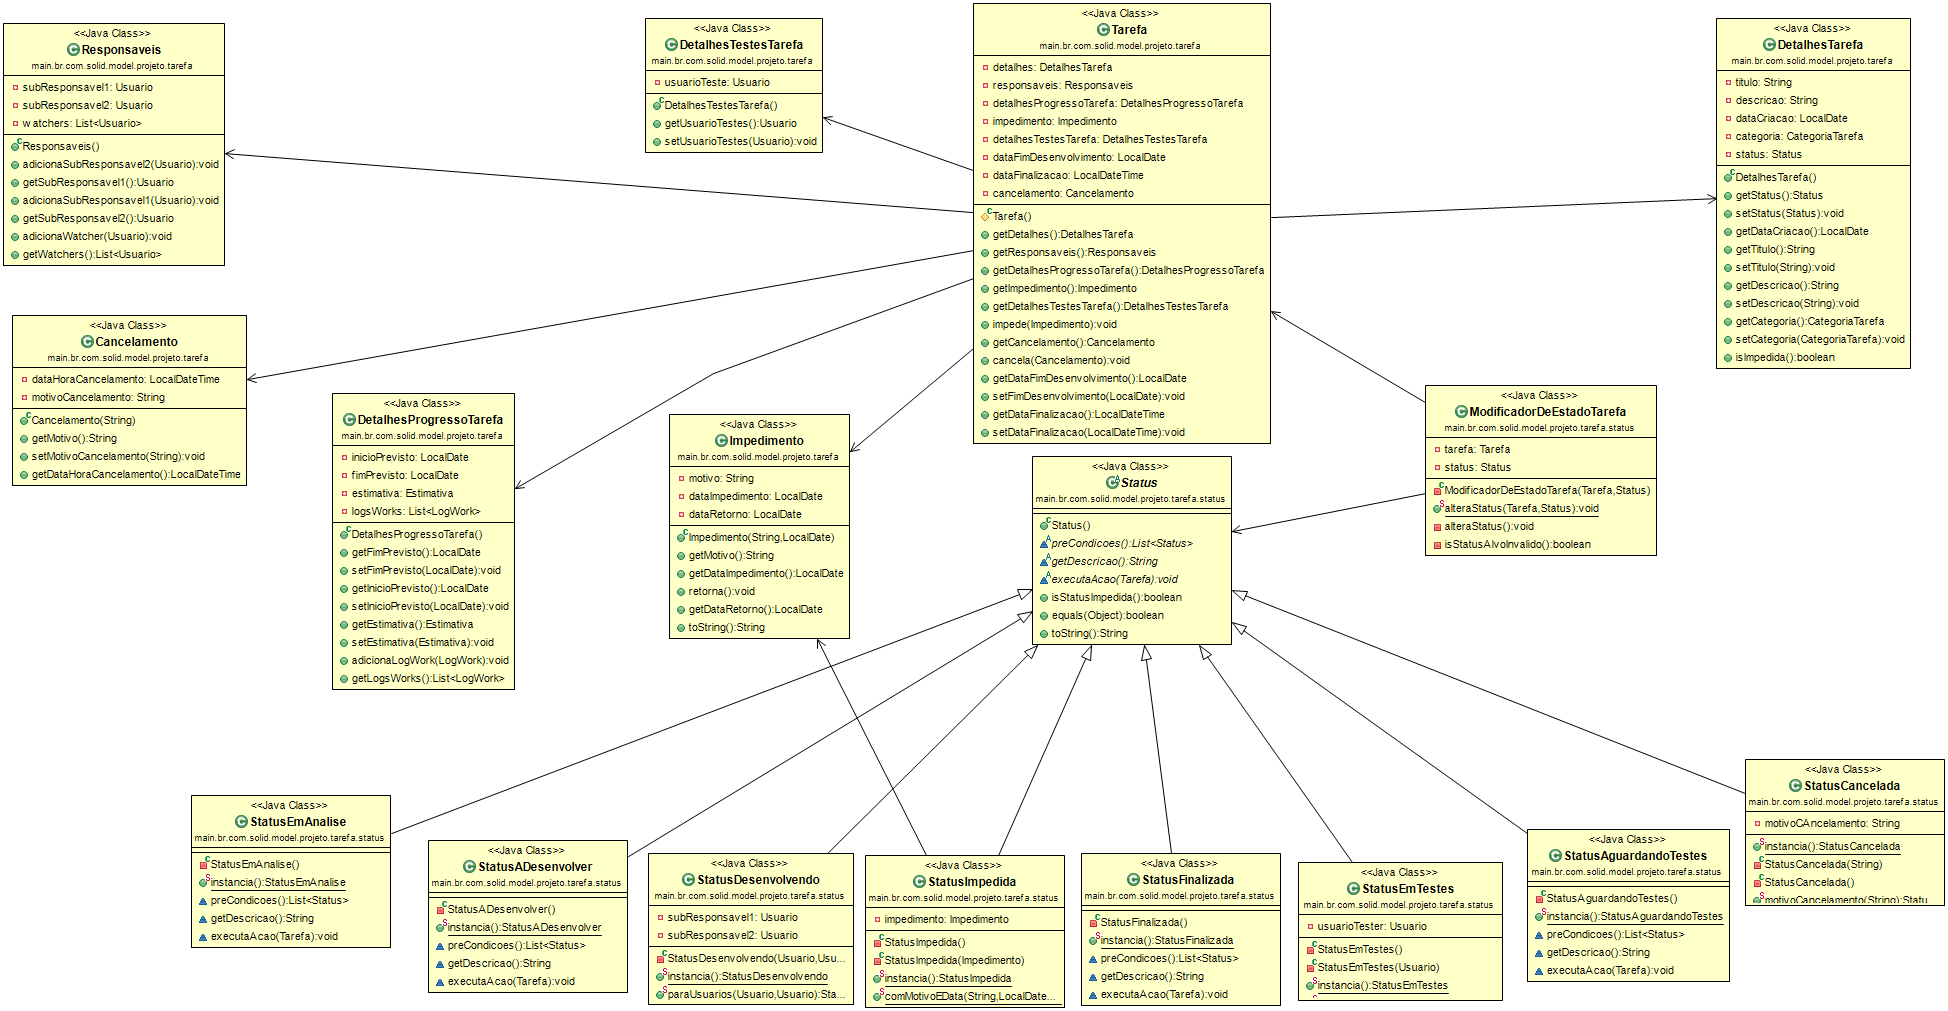 <<Java Class>>
Responsaveis
main.br.com.solid.model.projeto.tarefa
subResponsavel1: Usuario
subResponsavel2: Usuario
watchers: List<Usuario>
Responsaveis()
adicionaSubResponsavel2(Usuario):void
getSubResponsavel1():Usuario
adicionaSubResponsavel1(Usuario):void
getSubResponsavel2():Usuario
adicionaWatcher(Usuario):void
getWatchers():List<Usuario>
<<Java Class>>
DetalhesTestesTarefa
main.br.com.solid.model.projeto.tarefa
usuarioTeste: Usuario
DetalhesTestesTarefa()
getUsuarioTestes():Usuario
setUsuarioTestes(Usuario):void
<<Java Class>>
Tarefa
main.br.com.solid.model.projeto.tarefa
detalhes: DetalhesTarefa
responsaveis: Responsaveis
detalhesProgressoTarefa: DetalhesProgressoTarefa
impedimento: Impedimento
detalhesTestesTarefa: DetalhesTestesTarefa
dataFimDesenvolvimento: LocalDate
dataFinalizacao: LocalDateTime
cancelamento: Cancelamento
Tarefa()
getDetalhes():DetalhesTarefa
getResponsaveis():Responsaveis
getDetalhesProgressoTarefa():DetalhesProgressoTarefa
getImpedimento():Impedimento
getDetalhesTestesTarefa():DetalhesTestesTarefa
impede(Impedimento):void
getCancelamento():Cancelamento
cancela(Cancelamento):void
getDataFimDesenvolvimento():LocalDate
setFimDesenvolvimento(LocalDate):void
getDataFinalizacao():LocalDateTime
setDataFinalizacao(LocalDateTime):void
<<Java Class>>
DetalhesTarefa
main.br.com.solid.model.projeto.tarefa
titulo: String
descricao: String
dataCriacao: LocalDate
categoria: CategoriaTarefa
status: Status
DetalhesTarefa()
getStatus():Status
setStatus(Status):void
getDataCriacao():LocalDate
getTitulo():String
setTitulo(String):void
getDescricao():String
setDescricao(String):void
getCategoria():CategoriaTarefa
setCategoria(CategoriaTarefa):void
isImpedida():boolean
<<Java Class>>
Cancelamento
main.br.com.solid.model.projeto.tarefa
dataHoraCancelamento: LocalDateTime
motivoCancelamento: String
Cancelamento(String)
getMotivo():String
setMotivoCancelamento(String):void
getDataHoraCancelamento():LocalDateTime
<<Java Class>>
DetalhesProgressoTarefa
main.br.com.solid.model.projeto.tarefa
inicioPrevisto: LocalDate
fimPrevisto: LocalDate
estimativa: Estimativa
logsWorks: List<LogWork>
DetalhesProgressoTarefa()
getFimPrevisto():LocalDate
setFimPrevisto(LocalDate):void
getInicioPrevisto():LocalDate
setInicioPrevisto(LocalDate):void
getEstimativa():Estimativa
setEstimativa(Estimativa):void
adicionaLogWork(LogWork):void
getLogsWorks():List<LogWork>
<<Java Class>>
Impedimento
main.br.com.solid.model.projeto.tarefa
motivo: String
dataImpedimento: LocalDate
dataRetorno: LocalDate
Impedimento(String,LocalDate)
getMotivo():String
getDataImpedimento():LocalDate
retorna():void
getDataRetorno():LocalDate
toString():String
<<Java Class>>
ModificadorDeEstadoTarefa
main.br.com.solid.model.projeto.tarefa.status
tarefa: Tarefa
status: Status
ModificadorDeEstadoTarefa(Tarefa,Status)
alteraStatus(Tarefa,Status):void
alteraStatus():void
isStatusAlvoInvalido():boolean
<<Java Class>>
Status
main.br.com.solid.model.projeto.tarefa.status
Status()
preCondicoes():List<Status>
getDescricao():String
executaAcao(Tarefa):void
isStatusImpedida():boolean
equals(Object):boolean
toString():String
<<Java Class>>
StatusEmAnalise
main.br.com.solid.model.projeto.tarefa.status
StatusEmAnalise()
instancia():StatusEmAnalise
preCondicoes():List<Status>
getDescricao():String
executaAcao(Tarefa):void
<<Java Class>>
StatusADesenvolver
main.br.com.solid.model.projeto.tarefa.status
StatusADesenvolver()
instancia():StatusADesenvolver
preCondicoes():List<Status>
getDescricao():String
executaAcao(Tarefa):void
<<Java Class>>
StatusDesenvolvendo
main.br.com.solid.model.projeto.tarefa.status
subResponsavel1: Usuario
subResponsavel2: Usuario
StatusDesenvolvendo(Usuario,Usu...
instancia():StatusDesenvolvendo
paraUsuarios(Usuario,Usuario):Sta...
<<Java Class>>
StatusImpedida
main.br.com.solid.model.projeto.tarefa.status
impedimento: Impedimento
StatusImpedida()
StatusImpedida(Impedimento)
instancia():StatusImpedida
comMotivoEData(String,LocalDate...
<<Java Class>>
StatusFinalizada
main.br.com.solid.model.projeto.tarefa.status
StatusFinalizada()
instancia():StatusFinalizada
preCondicoes():List<Status>
getDescricao():String
executaAcao(Tarefa):void
<<Java Class>>
StatusEmTestes
main.br.com.solid.model.projeto.tarefa.status
usuarioTester: Usuario
StatusEmTestes()
StatusEmTestes(Usuario)
instancia():StatusEmTestes
<<Java Class>>
StatusAguardandoTestes
main.br.com.solid.model.projeto.tarefa.status
StatusAguardandoTestes()
instancia():StatusAguardandoTestes
preCondicoes():List<Status>
getDescricao():String
executaAcao(Tarefa):void
<<Java Class>>
StatusCancelada
main.br.com.solid.model.projeto.tarefa.status
motivoCAncelamento: String
instancia():StatusCancelada
StatusCancelada(String)
StatusCancelada()
motivoCancelamento(String):Statu